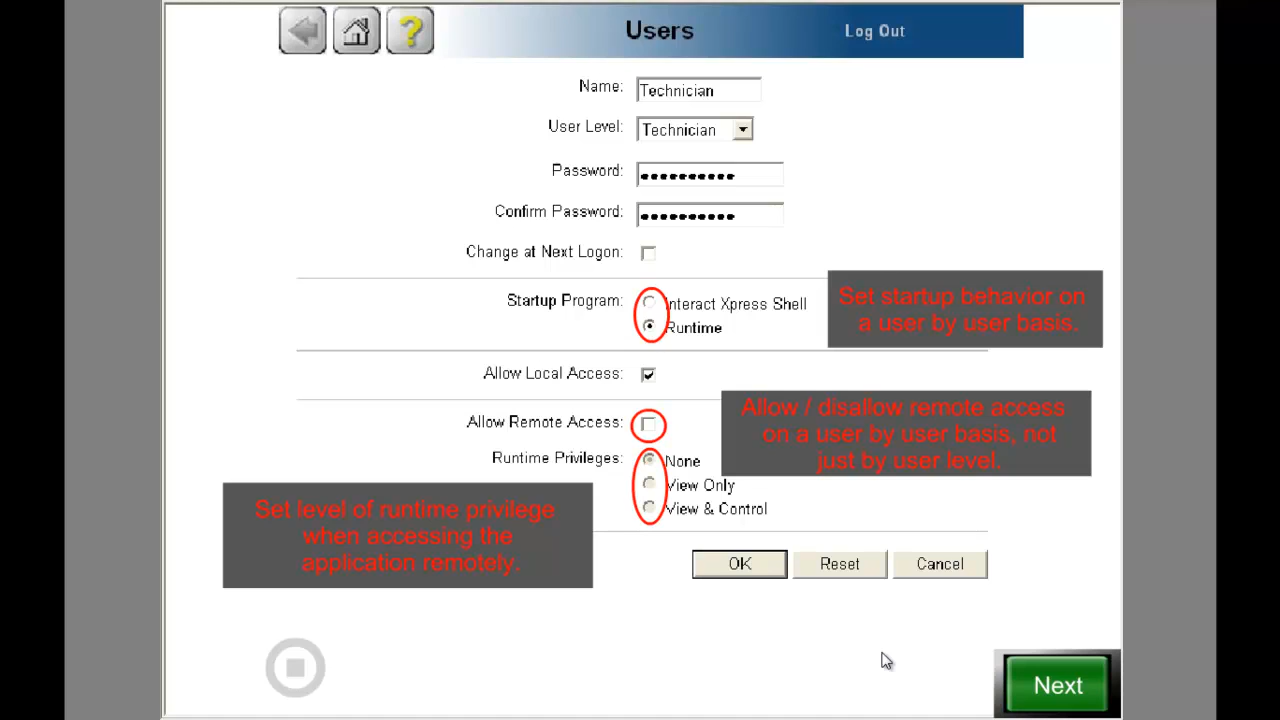 Users
Log Out
Name: Technician
User Level: Technician
Password: ••••••••••
Confirm Password: ••••••••••
Change at Next Logon:
Startup Program: Interact Xpress Shell
Runtime
Set startup behavior on
a user by user basis.
Allow Local Access:
Allow Remote Access:
Runtime Privileges: None
View Only
View & Control
Allow / disallow remote access
on a user by user basis, not
just by user level.
Set level of runtime privilege
when accessing the
application remotely.
OK
Reset
Cancel
Next